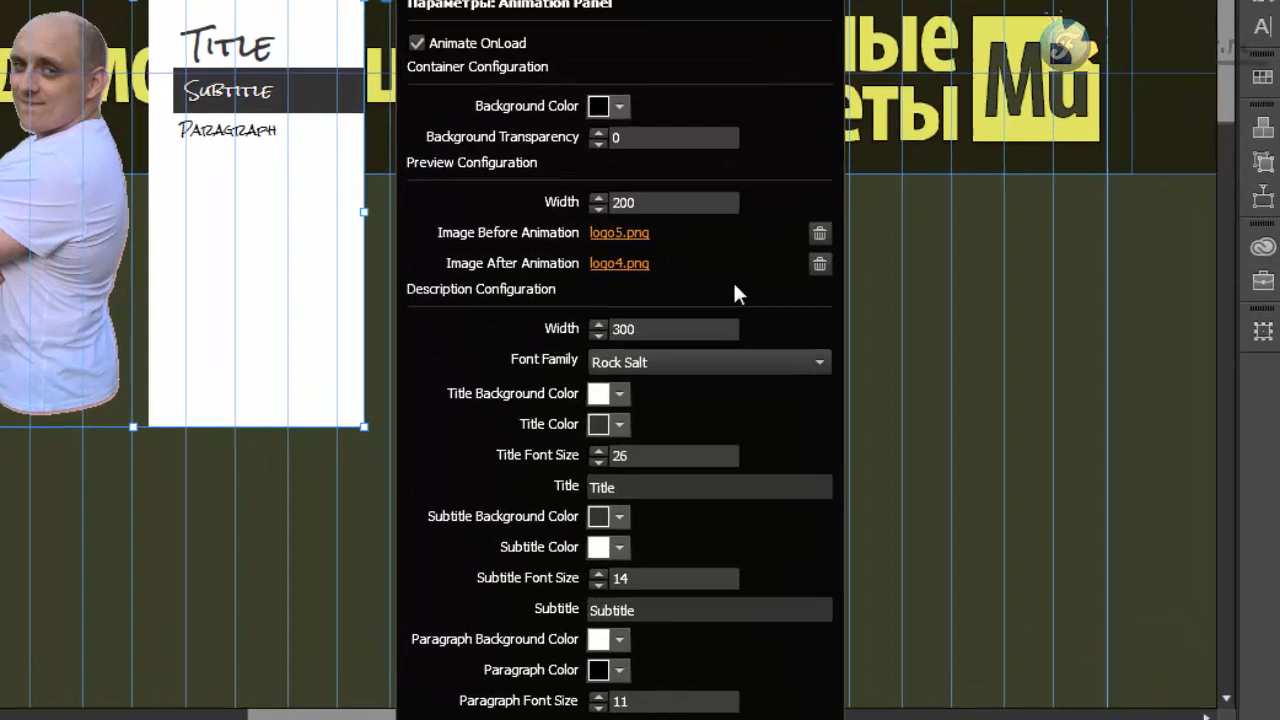 Параметры: Animation Panel
Animate OnLoad
Container Configuration
Background Color
Background Transparency 0
Preview Configuration
Width 200
Image Before Animation logo5.png
Image After Animation logo4.png
Description Configuration
Width 300
Font Family Rock Salt
Title Background Color
Title Color
Title Font Size 26
Title Title
Subtitle Background Color
Subtitle Color
Subtitle Font Size 14
Subtitle Subtitle
Paragraph Background Color
Paragraph Color
Paragraph Font Size 11
Title
Subtitle
Paragraph
ные
еты
Mu